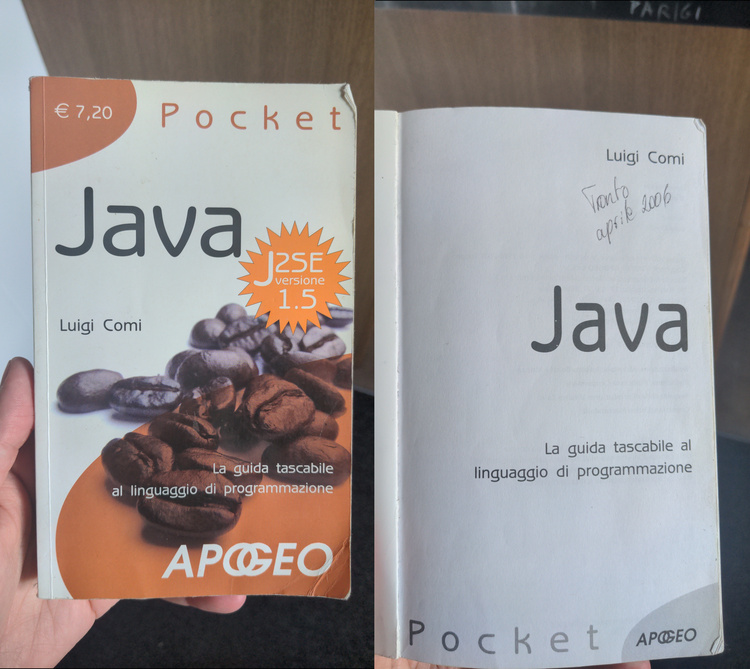 € 7,20
Pocket
Java
J2SE
versione
1.5
Luigi Comi
La guida tascabile
al linguaggio di programmazione
APOGEO
PARIGI
Luigi Comi
Trento
aprile 2006
Java
La guida tascabile al
linguaggio di programmazione
Pocket
APOGEO